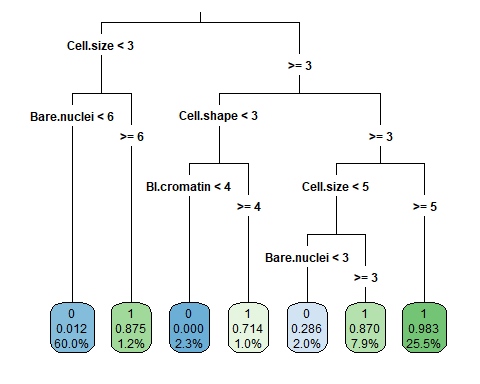 Cell.size < 3
>= 3
Bare.nuclei < 6
Cell.shape < 3
>= 6
>= 3
Bl.cromatin < 4
Cell.size < 5
>= 4
>= 5
Bare.nuclei < 3
>= 3
0 1 0 1 0 1 1
0.012 0.875 0.000 0.714 0.286 0.870 0.983
60.0% 1.2% 2.3% 1.0% 2.0% 7.9% 25.5%